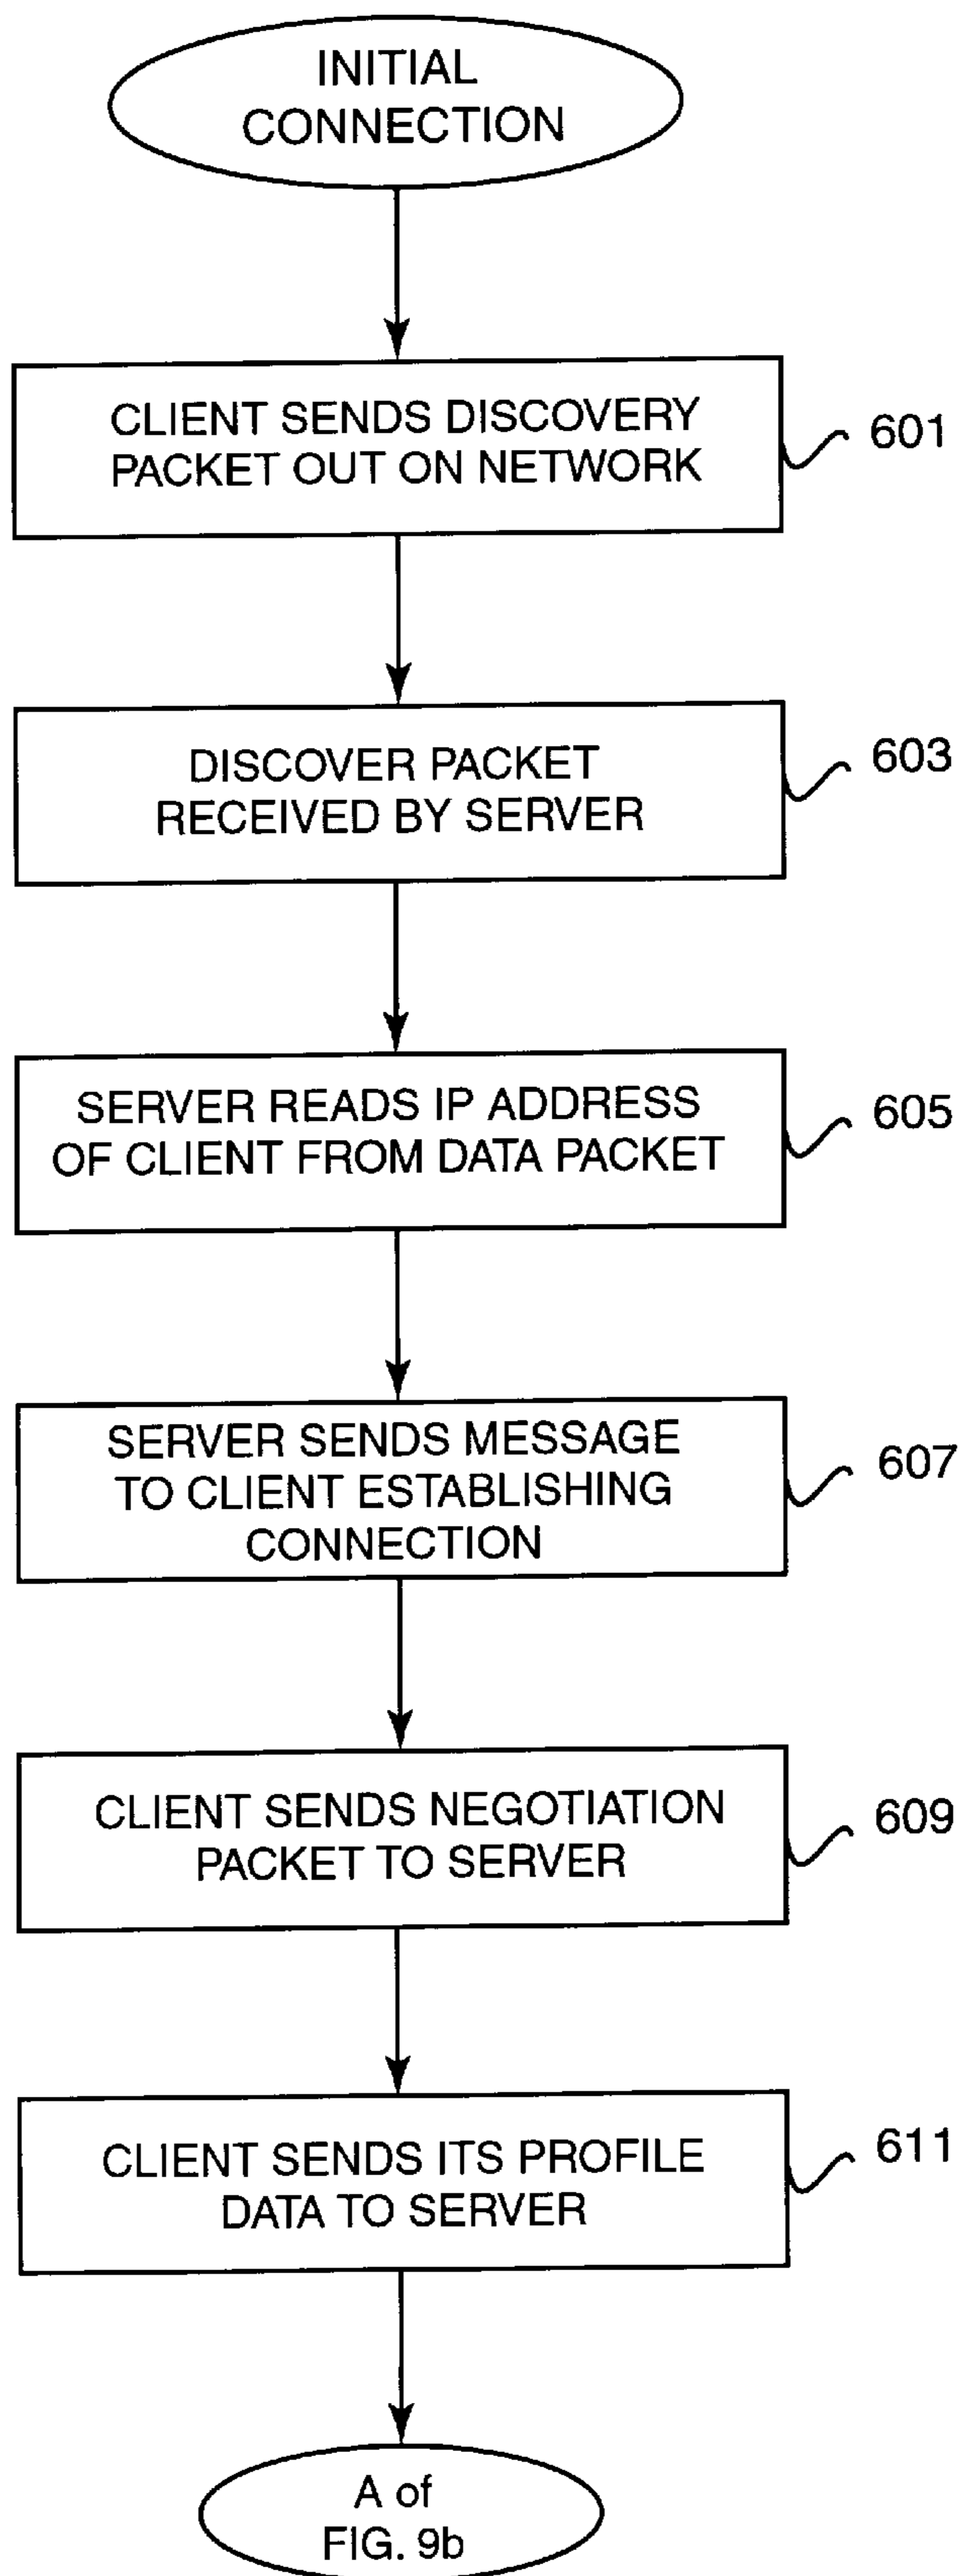 INITIAL
CONNECTION
CLIENT SENDS DISCOVERY
PACKET OUT ON NETWORK
601
DISCOVER PACKET
RECEIVED BY SERVER
603
SERVER READS IP ADDRESS
OF CLIENT FROM DATA PACKET
605
SERVER SENDS MESSAGE
TO CLIENT ESTABLISHING
CONNECTION
607
CLIENT SENDS NEGOTIATION
PACKET TO SERVER
609
CLIENT SENDS ITS PROFILE
DATA TO SERVER
611
A of
FIG. 9b